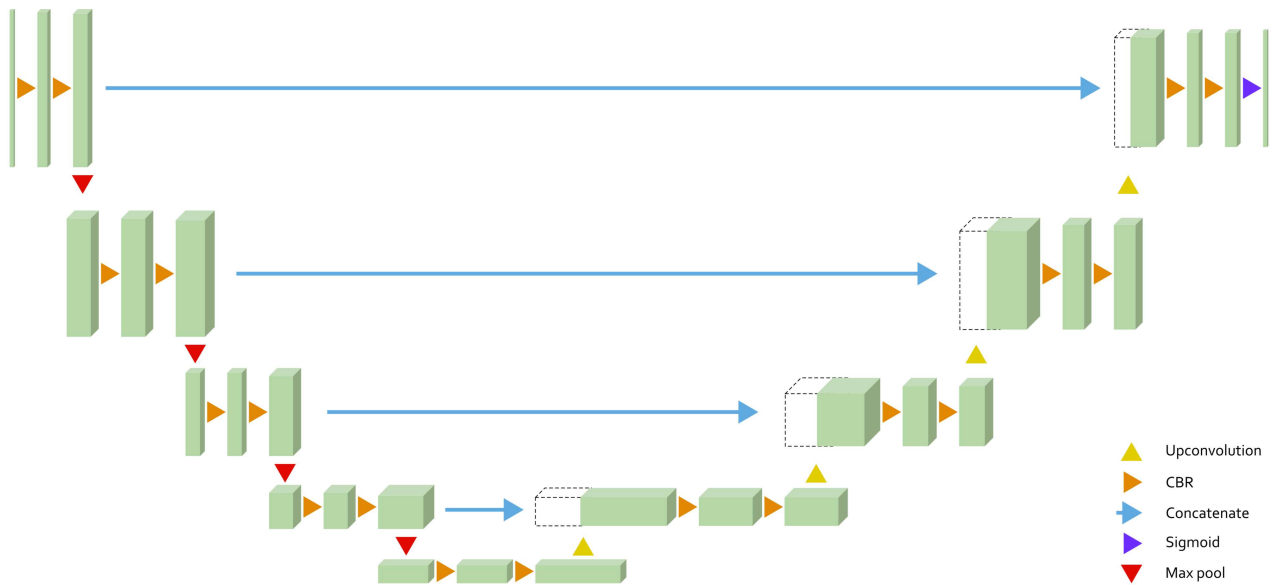 Upconvolution
CBR
Concatenate
Sigmoid
Max pool